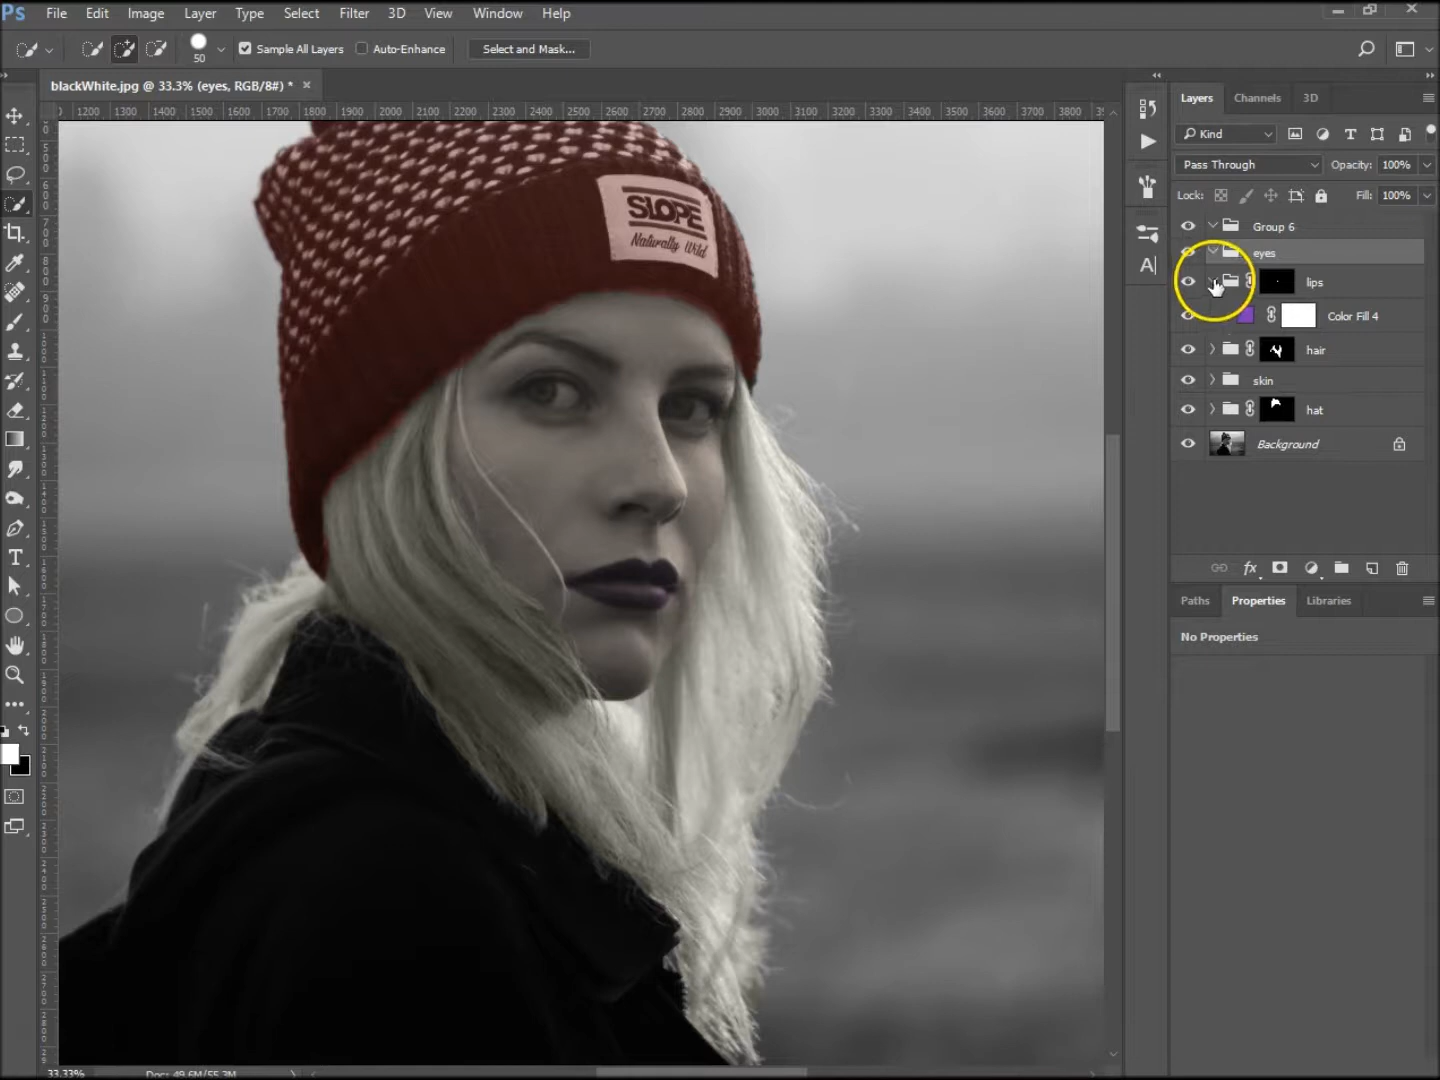 Ps File Edit Image Layer Type Select Filter 3D View Window Help
50 Sample All Layers Auto-Enhance Select and Mask...
blackWhite.jpg @ 33.3% (eyes, RGB/8#) * ×
1200 1300 1400 1500 1600 1700 1800 1900 2000 2100 2200 2300 2400 2500 2600 2700 2800 2900 3000 3100 3200 3300 3400 3500 3600 3700 3800
SLOPE
Naturally Wild
Layers Channels 3D
Kind
Pass Through Opacity: 100%
Lock: Fill: 100%
Group 6
eyes
lips
Color Fill 4
hair
skin
hat
Background
Paths Properties Libraries
No Properties
33.33% Doc: 49.6M/55.3M